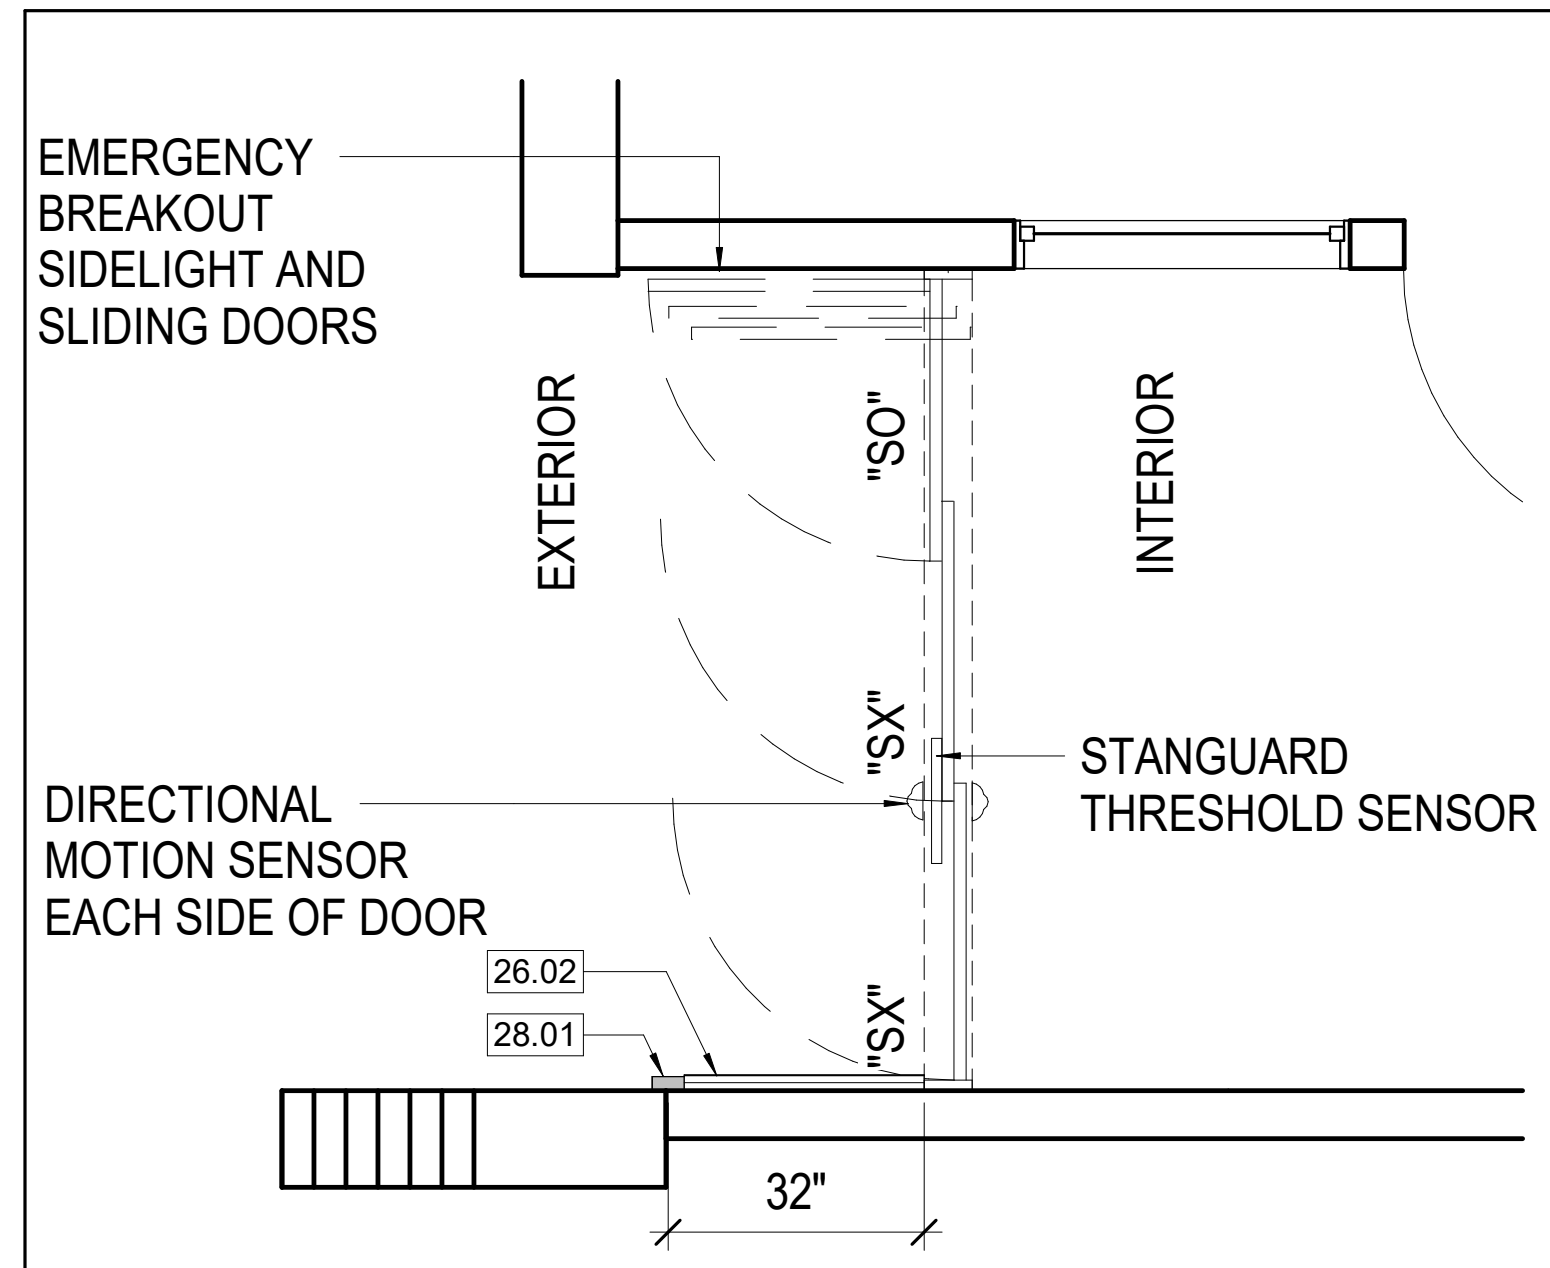 EMERGENCY
BREAKOUT
SIDELIGHT AND
SLIDING DOORS
EXTERIOR
"SO"
INTERIOR
"SX"
STANGUARD
THRESHOLD SENSOR
DIRECTIONAL
MOTION SENSOR
EACH SIDE OF DOOR
26.02
28.01
"SX"
32"